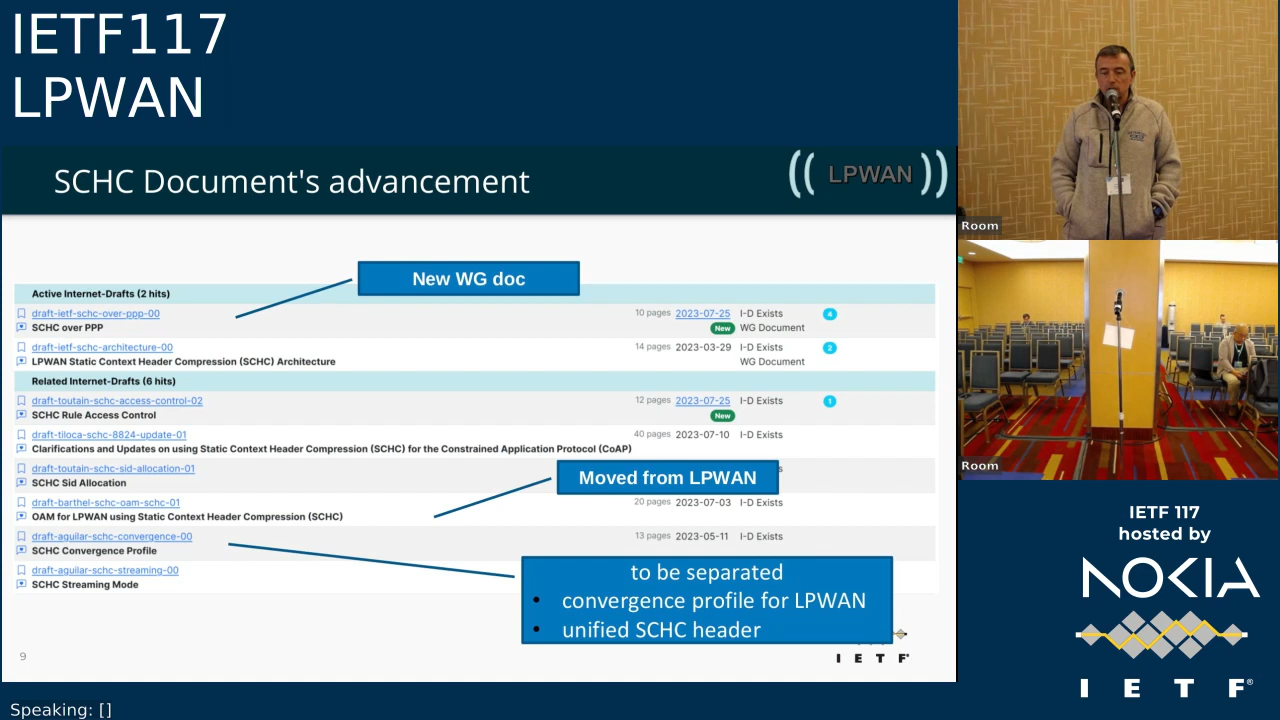 IETF117
LPWAN
SCHC Document's advancement
(( LPWAN ))
New WG doc
Active Internet-Drafts (2 hits)
draft-ietf-schc-over-ppp-00 10 pages 2023-07-25 I-D Exists 4
SCHC over PPP New WG Document
draft-ietf-schc-architecture-00 14 pages 2023-03-29 I-D Exists 2
LPWAN Static Context Header Compression (SCHC) Architecture WG Document
Related Internet-Drafts (6 hits)
draft-toutain-schc-access-control-02 12 pages 2023-07-25 I-D Exists 1
SCHC Rule Access Control New
draft-tiloca-schc-8824-update-01 40 pages 2023-07-10 I-D Exists
Clarifications and Updates on using Static Context Header Compression (SCHC) for the Constrained Application Protocol (CoAP)
draft-toutain-schc-sid-allocation-01
SCHC Sid Allocation
Moved from LPWAN
draft-barthel-schc-oam-schc-01 20 pages 2023-07-03 I-D Exists
OAM for LPWAN using Static Context Header Compression (SCHC)
draft-aguilar-schc-convergence-00 13 pages 2023-05-11 I-D Exists
SCHC Convergence Profile
draft-aguilar-schc-streaming-00
SCHC Streaming Mode
to be separated
• convergence profile for LPWAN
• unified SCHC header
9
I E T F®
Room
Room
IETF 117
hosted by
NOKIA
I E T F®
Speaking: []